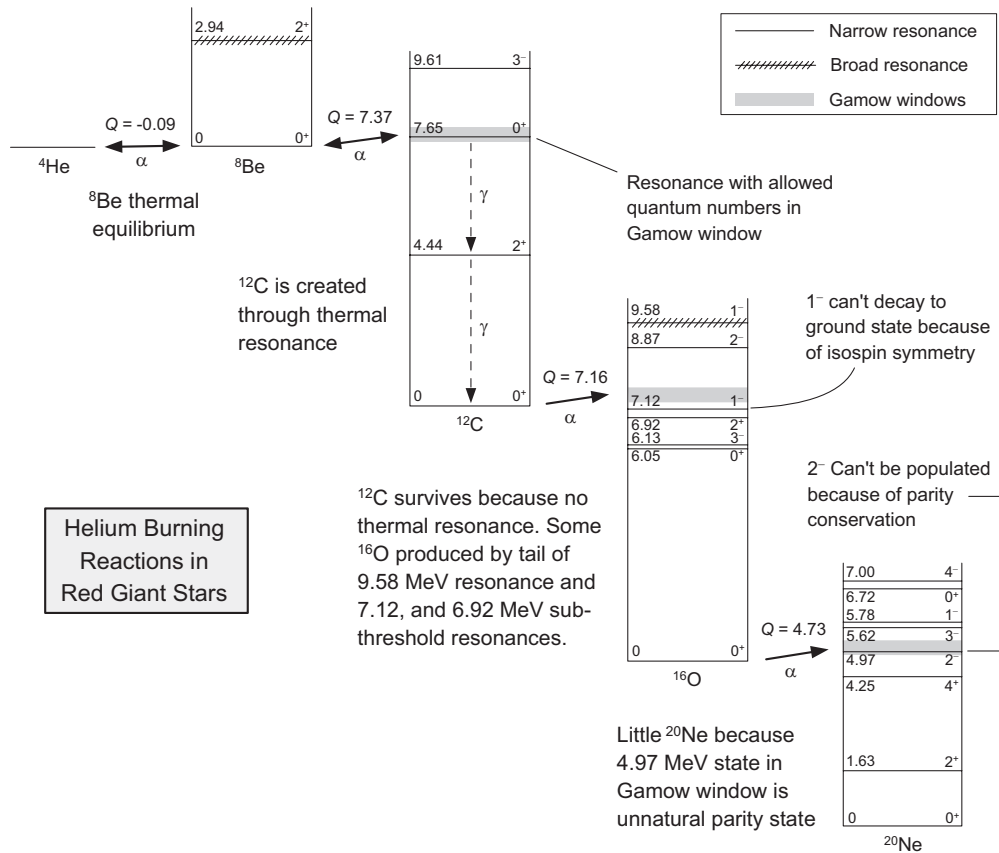 2.94 2⁺
0 0⁺
⁸Be
⁴He
Q = -0.09
α
⁸Be thermal
equilibrium
Q = 7.37
α
9.61 3⁻
7.65 0⁺
γ
4.44 2⁺
γ
0 0⁺
¹²C
Narrow resonance
Broad resonance
Gamow windows
Resonance with allowed
quantum numbers in
Gamow window
¹²C is created
through thermal
resonance
Q = 7.16
α
9.58 1⁻
8.87 2⁻
7.12 1⁻
6.92 2⁺
6.13 3⁻
6.05 0⁺
0 0⁺
¹⁶O
1⁻ can't decay to
ground state because
of isospin symmetry
2⁻ Can't be populated
because of parity
conservation
¹²C survives because no
thermal resonance. Some
¹⁶O produced by tail of
9.58 MeV resonance and
7.12, and 6.92 MeV sub-
threshold resonances.
Helium Burning
Reactions in
Red Giant Stars
Q = 4.73
α
7.00 4⁻
6.72 0⁺
5.78 1⁻
5.62 3⁻
4.97 2⁻
4.25 4⁺
1.63 2⁺
0 0⁺
²⁰Ne
Little ²⁰Ne because
4.97 MeV state in
Gamow window is
unnatural parity state